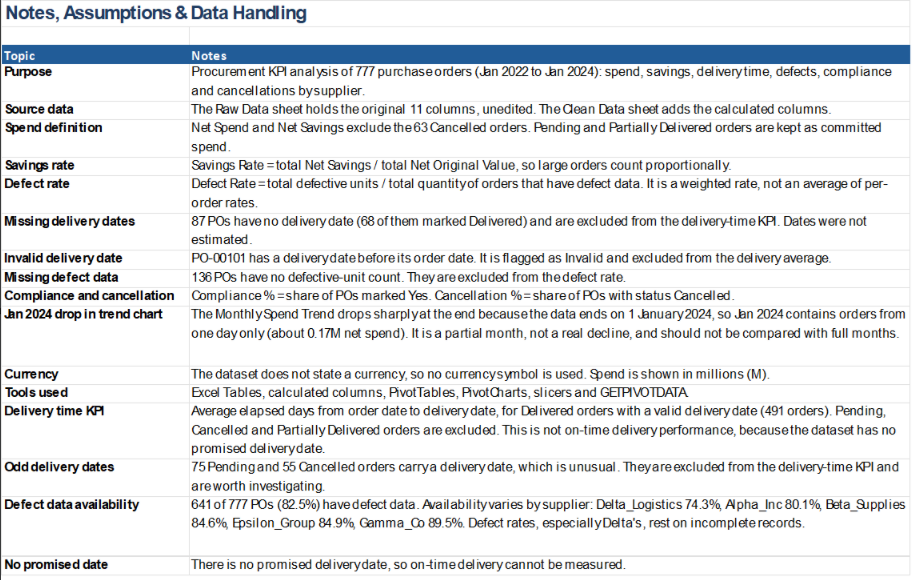 Notes, Assumptions & Data Handling
Topic Notes
Purpose Procurement KPI analysis of 777 purchase orders (Jan 2022 to Jan 2024): spend, savings, delivery time, defects, compliance
and cancellations by supplier.
Source data The Raw Data sheet holds the original 11 columns, unedited. The Clean Data sheet adds the calculated columns.
Spend definition Net Spend and Net Savings exclude the 63 Cancelled orders. Pending and Partially Delivered orders are kept as committed
spend.
Savings rate Savings Rate = total Net Savings / total Net Original Value, so large orders count proportionally.
Defect rate Defect Rate = total defective units / total quantity of orders that have defect data. It is a weighted rate, not an average of per-
order rates.
Missing delivery dates 87 POs have no delivery date (68 of them marked Delivered) and are excluded from the delivery-time KPI. Dates were not
estimated.
Invalid delivery date PO-00101 has a delivery date before its order date. It is flagged as Invalid and excluded from the delivery average.
Missing defect data 136 POs have no defective-unit count. They are excluded from the defect rate.
Compliance and cancellation Compliance % = share of POs marked Yes. Cancellation % = share of POs with status Cancelled.
Jan 2024 drop in trend chart The Monthly Spend Trend drops sharply at the end because the data ends on 1 January 2024, so Jan 2024 contains orders from
one day only (about 0.17M net spend). It is a partial month, not a real decline, and should not be compared with full months.
Currency The dataset does not state a currency, so no currency symbol is used. Spend is shown in millions (M).
Tools used Excel Tables, calculated columns, PivotTables, PivotCharts, slicers and GETPIVOTDATA.
Delivery time KPI Average elapsed days from order date to delivery date, for Delivered orders with a valid delivery date (491 orders). Pending,
Cancelled and Partially Delivered orders are excluded. This is not on-time delivery performance, because the dataset has no
promised delivery date.
Odd delivery dates 75 Pending and 55 Cancelled orders carry a delivery date, which is unusual. They are excluded from the delivery-time KPI and
are worth investigating.
Defect data availability 641 of 777 POs (82.5%) have defect data. Availability varies by supplier: Delta_Logistics 74.3%, Alpha_Inc 80.1%, Beta_Supplies
84.6%, Epsilon_Group 84.9%, Gamma_Co 89.5%. Defect rates, especially Delta's, rest on incomplete records.
No promised date There is no promised delivery date, so on-time delivery cannot be measured.